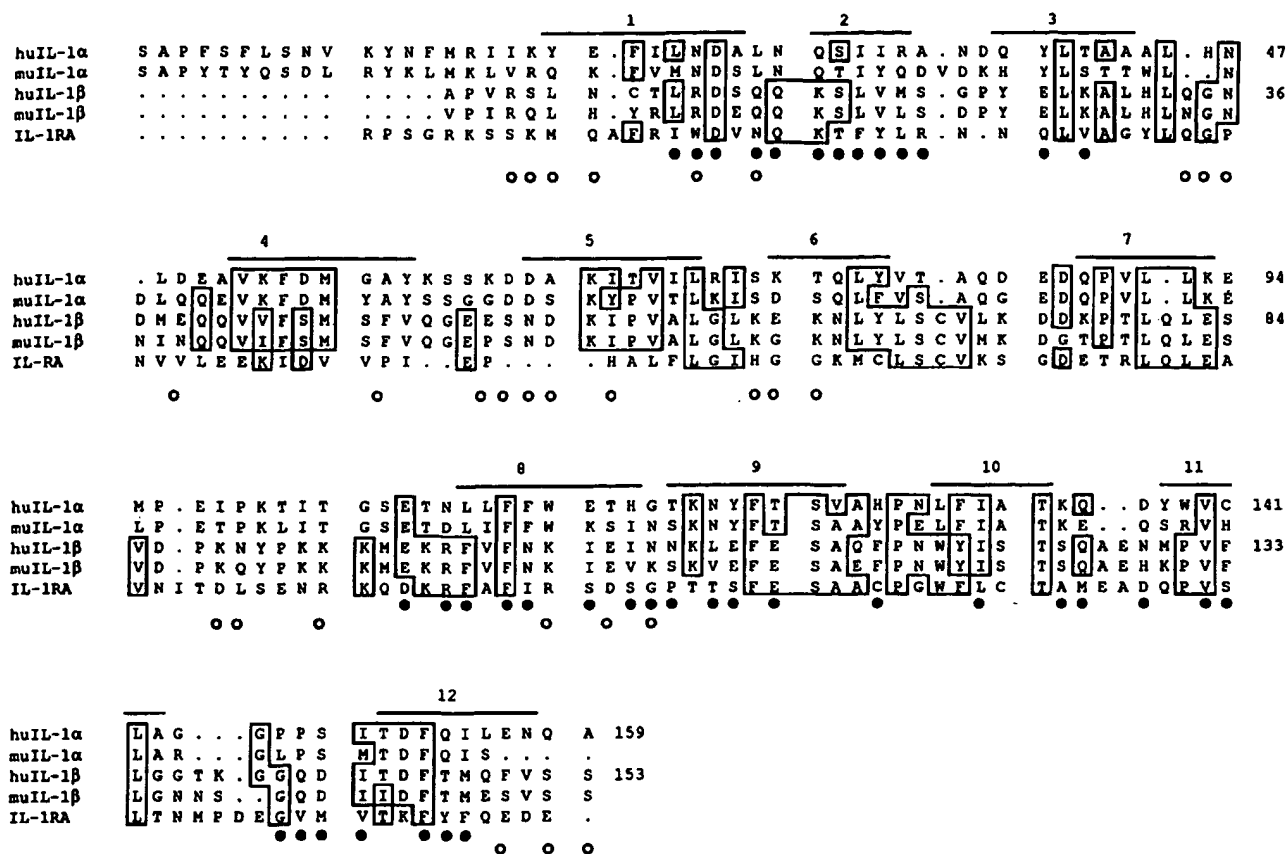 1 2 3
huIL-1α S A P F S F L S N V K Y N F M R I I K Y E . F I L N D A L N Q S I I R A . N D Q Y L T A A A L . H N 47
muIL-1α S A P Y T Y Q S D L R Y K L M K L V R Q K . F V M N D S L N Q T I Y Q D V D K H Y L S T T W L . . N
huIL-1β . . . . . . . . . . . . . . A P V R S L N . C T L R D S Q Q K S L V M S . G P Y E L K A L H L Q G N 36
muIL-1β . . . . . . . . . . . . . . V P I R Q L H . Y R L R D E Q Q K S L V L S . D P Y E L K A L H L N G N
IL-1RA . . . . . . . . . . R P S G R K S S K M Q A F R I W D V N Q K T F Y L R . N . N Q L V A G Y L Q G P
4 5 6 7
huIL-1α . L D E A V K F D M G A Y K S S K D D A K I T V I L R I S K T Q L Y V T . A Q D E D Q P V L . L K E 94
muIL-1α D L Q Q E V K F D M Y A Y S S G G D D S K Y P V T L K I S D S Q L F V S . A Q G E D Q P V L . L K E
huIL-1β D M E Q Q V V F S M S F V Q G E E S N D K I P V A L G L K E K N L Y L S C V L K D D K P T L Q L E S 84
muIL-1β N I N Q Q V I F S M S F V Q G E P S N D K I P V A L G L K G K N L Y L S C V M K D G T P T L Q L E S
IL-RA N V V L E E K I D V V P I . . E P . . . . H A L F L G I H G G K M C L S C V K S G D E T R L Q L E A
8 9 10 11
huIL-1α M P . E I P K T I T G S E T N L L F F W E T H G T K N Y F T S V A H P N L F I A T K Q . . D Y W V C 141
muIL-1α L P . E T P K L I T G S E T D L I F F W K S I N S K N Y F T S A A Y P E L F I A T K E . . Q S R V H
huIL-1β V D . P K N Y P K K K M E K R F V F N K I E I N N K L E F E S A Q F P N W Y I S T S Q A E N M P V F 133
muIL-1β V D . P K Q Y P K K K M E K R F V F N K I E V K S K V E F E S A E F P N W Y I S T S Q A E H K P V F
IL-1RA V N I T D L S E N R K Q D K R F A F I R S D S G P T T S F E S A A C P G W F L C T A M E A D Q P V S
12
huIL-1α L A G . . . G P P S I T D F Q I L E N Q A 159
muIL-1α L A R . . . G L P S M T D F Q I S . . . .
huIL-1β L G G T K . G G Q D I T D F T M Q F V S S 153
muIL-1β L G N N S . . G Q D I I D F T M E S V S S
IL-1RA L T N M P D E G V M V T K F Y F Q E D E .